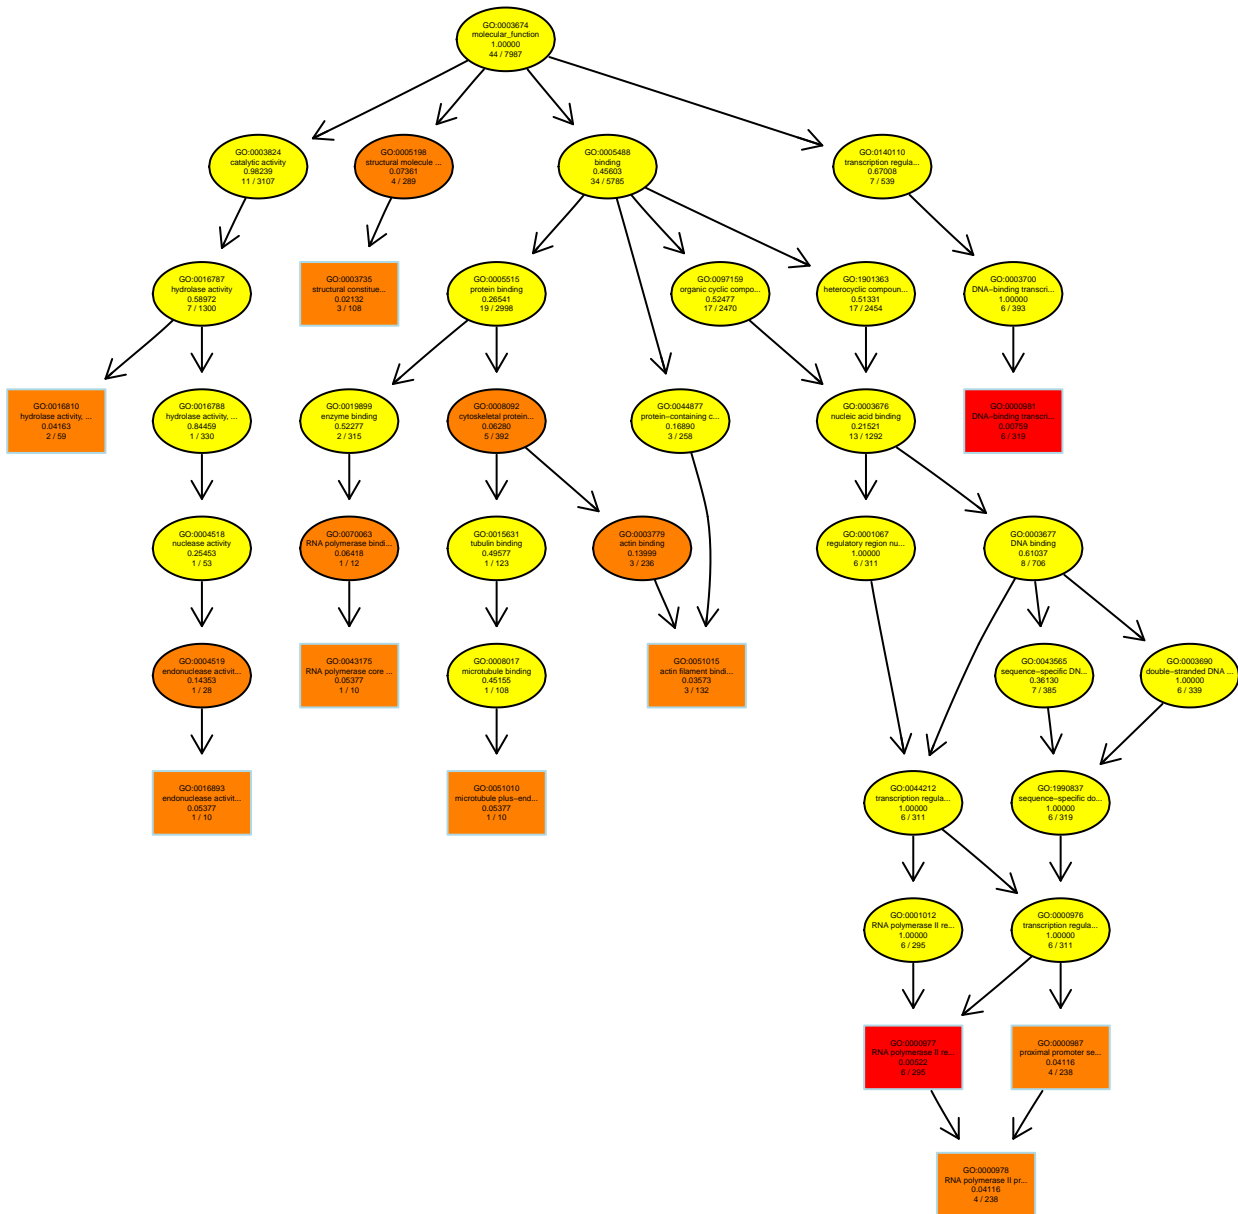 GO:0003674
molecular_function
1.00000
44 / 7987
GO:0003824
catalytic activity
0.98239
11 / 3107
GO:0005198
structural molecule ...
0.07361
4 / 289
GO:0005488
binding
0.45603
34 / 5785
GO:0140110
transcription regula...
0.67008
7 / 539
GO:0016787
hydrolase activity
0.58972
7 / 1300
GO:0003735
structural constitue...
0.02132
3 / 108
GO:0005515
protein binding
0.26541
19 / 2998
GO:0097159
organic cyclic compo...
0.52477
17 / 2470
GO:1901363
heterocyclic compoun...
0.51331
17 / 2454
GO:0003700
DNA−binding transcri...
1.00000
6 / 393
GO:0016810
hydrolase activity, ...
0.04163
2 / 59
GO:0016788
hydrolase activity, ...
0.84459
1 / 330
GO:0019899
enzyme binding
0.52277
2 / 315
GO:0008092
cytoskeletal protein...
0.06280
5 / 392
GO:0044877
protein−containing c...
0.16890
3 / 258
GO:0003676
nucleic acid binding
0.21521
13 / 1292
GO:0000981
DNA−binding transcri...
0.00759
6 / 319
GO:0004518
nuclease activity
0.25453
1 / 53
GO:0070063
RNA polymerase bindi...
0.06418
1 / 12
GO:0015631
tubulin binding
0.49577
1 / 123
GO:0003779
actin binding
0.13999
3 / 236
GO:0001067
regulatory region nu...
1.00000
6 / 311
GO:0003677
DNA binding
0.61037
8 / 706
GO:0004519
endonuclease activit...
0.14353
1 / 28
GO:0043175
RNA polymerase core ...
0.05377
1 / 10
GO:0008017
microtubule binding
0.45155
1 / 108
GO:0051015
actin filament bindi...
0.03573
3 / 132
GO:0043565
sequence−specific DN...
0.36130
7 / 385
GO:0003690
double−stranded DNA ...
1.00000
6 / 339
GO:0016893
endonuclease activit...
0.05377
1 / 10
GO:0051010
microtubule plus−end...
0.05377
1 / 10
GO:0044212
transcription regula...
1.00000
6 / 311
GO:1990837
sequence−specific do...
1.00000
6 / 319
GO:0001012
RNA polymerase II re...
1.00000
6 / 295
GO:0000976
transcription regula...
1.00000
6 / 311
GO:0000977
RNA polymerase II re...
0.00522
6 / 295
GO:0000987
proximal promoter se...
0.04116
4 / 238
GO:0000978
RNA polymerase II pr...
0.04116
4 / 238